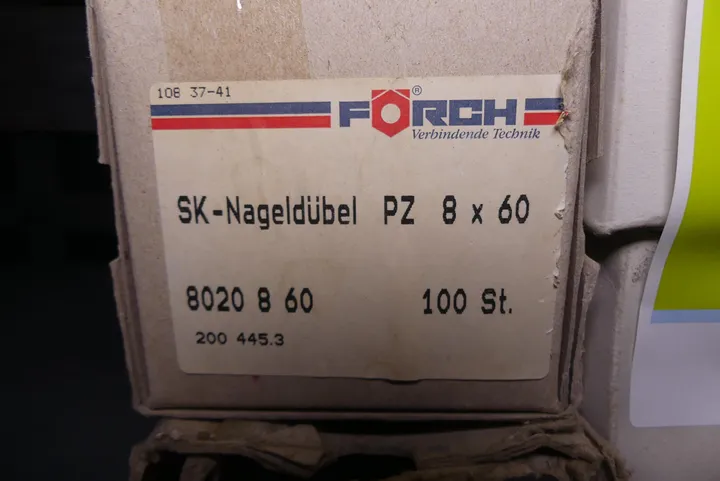 108 37-41
FÖRCH®
Verbindende Technik
SK-Nageldübel PZ 8 x 60
8020 8 60 100 St.
200 445.3